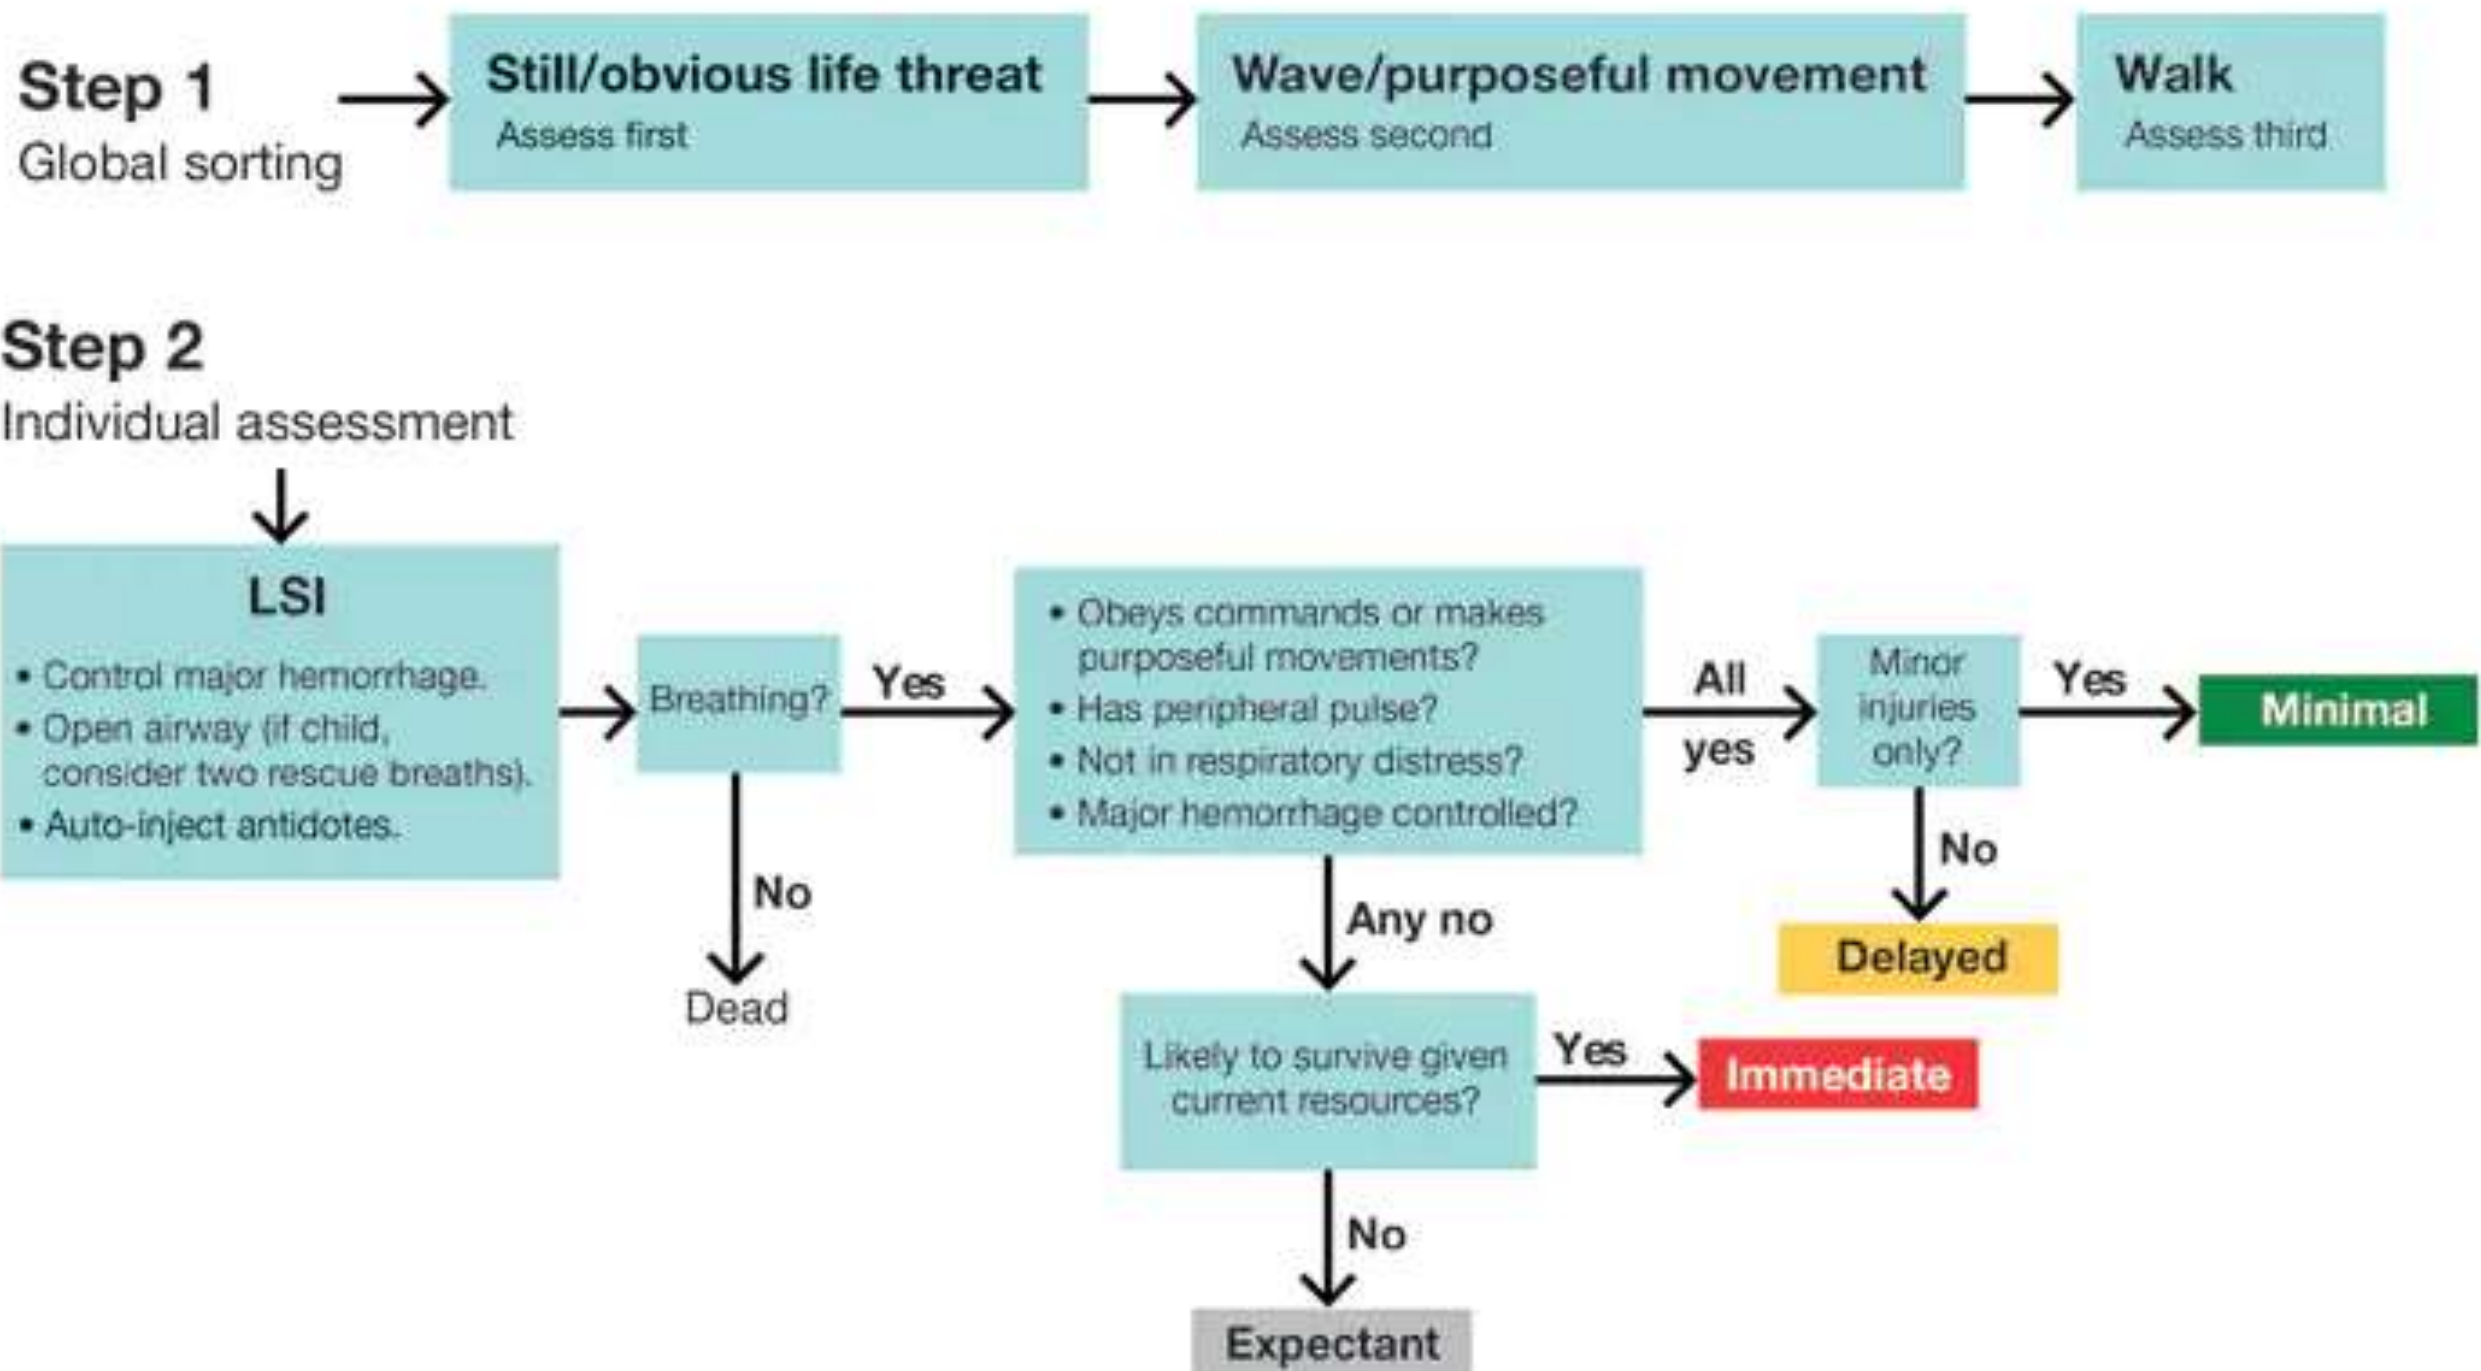 Step 1
Global sorting
Still/obvious life threat
Assess first
Wave/purposeful movement
Assess second
Walk
Assess third
Step 2
Individual assessment
LSI
• Control major hemorrhage.
• Open airway (if child,
consider two rescue breaths).
• Auto-inject antidotes.
Breathing?
Yes
No
Dead
• Obeys commands or makes
purposeful movements?
• Has peripheral pulse?
• Not in respiratory distress?
• Major hemorrhage controlled?
All
yes
Minor
injuries
only?
Yes
Minimal
No
Delayed
Any no
Likely to survive given
current resources?
Yes
Immediate
No
Expectant